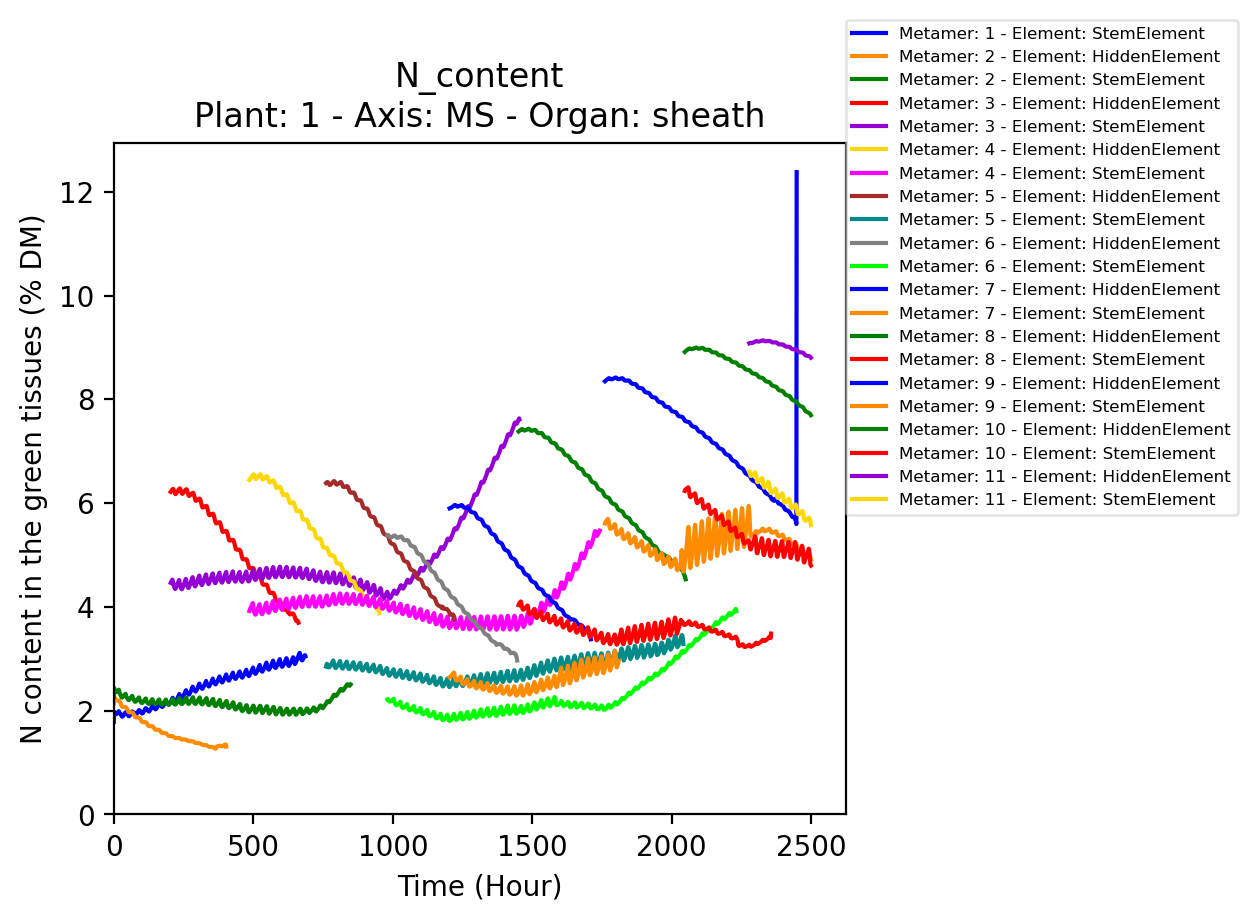 N_content
Plant: 1 - Axis: MS - Organ: sheath
N content in the green tissues (% DM)
12
10
8
6
4
2
0
0 500 1000 1500 2000 2500
Time (Hour)
Metamer: 1 - Element: StemElement
Metamer: 2 - Element: HiddenElement
Metamer: 2 - Element: StemElement
Metamer: 3 - Element: HiddenElement
Metamer: 3 - Element: StemElement
Metamer: 4 - Element: HiddenElement
Metamer: 4 - Element: StemElement
Metamer: 5 - Element: HiddenElement
Metamer: 5 - Element: StemElement
Metamer: 6 - Element: HiddenElement
Metamer: 6 - Element: StemElement
Metamer: 7 - Element: HiddenElement
Metamer: 7 - Element: StemElement
Metamer: 8 - Element: HiddenElement
Metamer: 8 - Element: StemElement
Metamer: 9 - Element: HiddenElement
Metamer: 9 - Element: StemElement
Metamer: 10 - Element: HiddenElement
Metamer: 10 - Element: StemElement
Metamer: 11 - Element: HiddenElement
Metamer: 11 - Element: StemElement